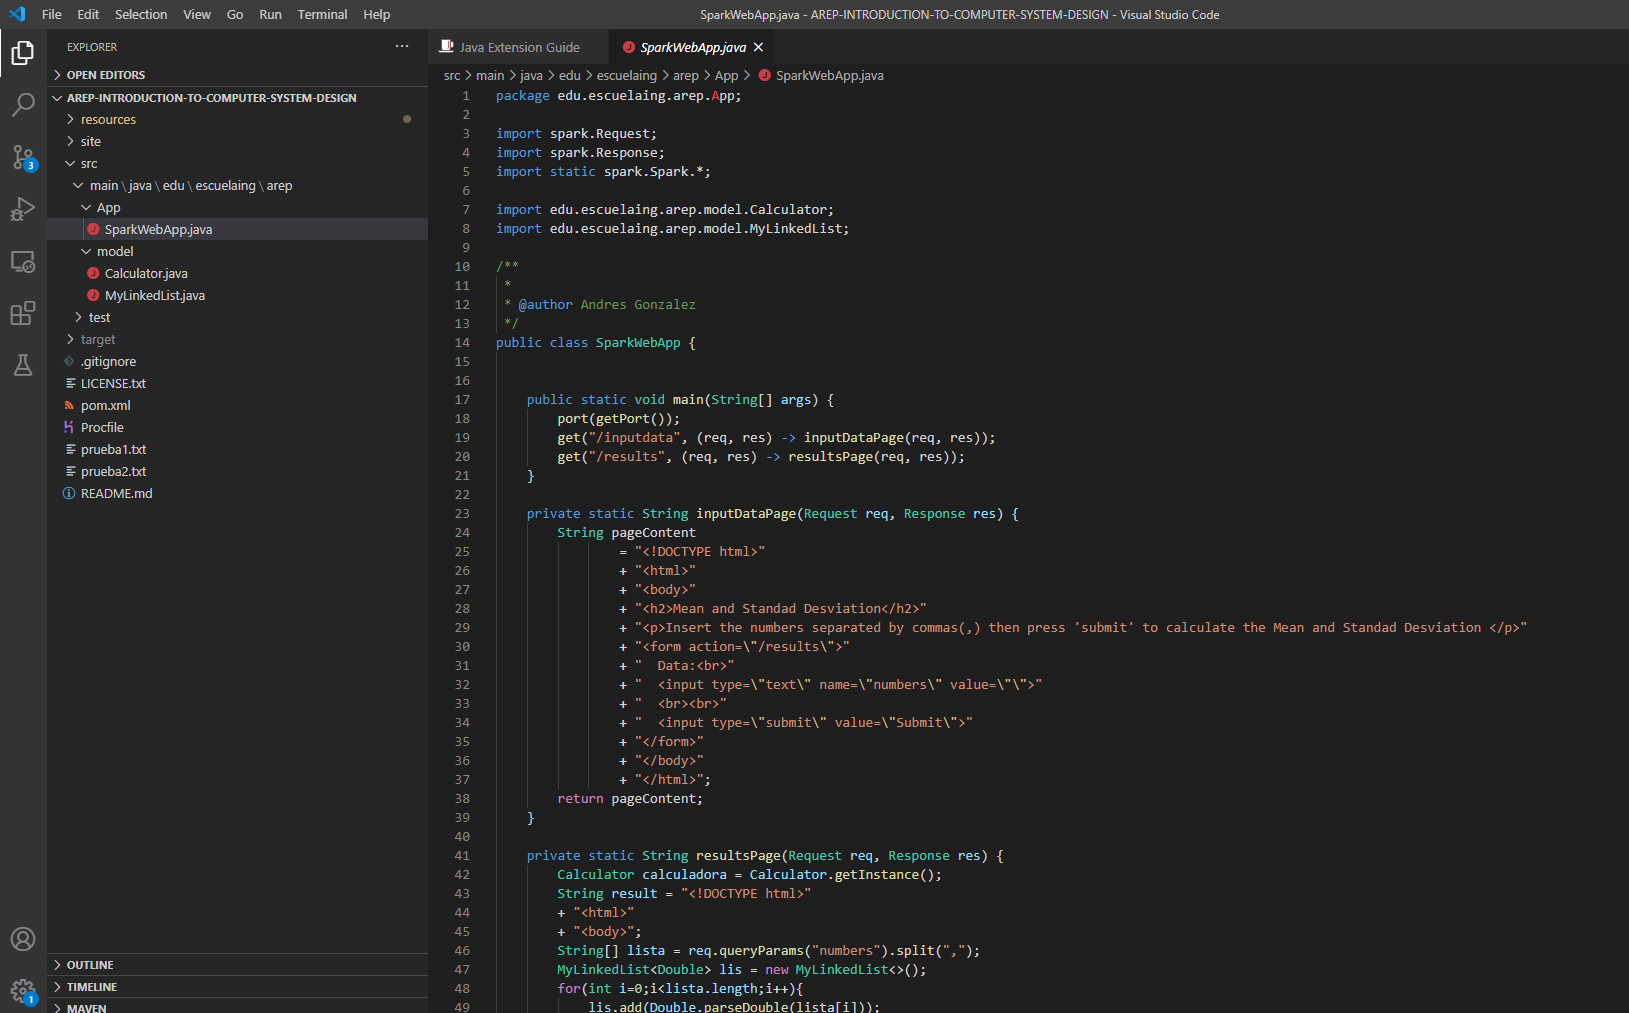 File Edit Selection View Go Run Terminal Help
SparkWebApp.java - AREP-INTRODUCTION-TO-COMPUTER-SYSTEM-DESIGN - Visual Studio Code
EXPLORER
OPEN EDITORS
AREP-INTRODUCTION-TO-COMPUTER-SYSTEM-DESIGN
resources
site
src
main \ java \ edu \ escuelaing \ arep
App
SparkWebApp.java
model
Calculator.java
MyLinkedList.java
test
target
.gitignore
LICENSE.txt
pom.xml
Procfile
prueba1.txt
prueba2.txt
README.md
OUTLINE
TIMELINE
MAVEN
3
1
Java Extension Guide
SparkWebApp.java
src > main > java > edu > escuelaing > arep > App > SparkWebApp.java
1 package edu.escuelaing.arep.App;
2
3 import spark.Request;
4 import spark.Response;
5 import static spark.Spark.*;
6
7 import edu.escuelaing.arep.model.Calculator;
8 import edu.escuelaing.arep.model.MyLinkedList;
9
10 /**
11 *
12 * @author Andres Gonzalez
13 */
14 public class SparkWebApp {
15
16
17 public static void main(String[] args) {
18 port(getPort());
19 get("/inputdata", (req, res) -> inputDataPage(req, res));
20 get("/results", (req, res) -> resultsPage(req, res));
21 }
22
23 private static String inputDataPage(Request req, Response res) {
24 String pageContent
25 = "<!DOCTYPE html>"
26 + "<html>"
27 + "<body>"
28 + "<h2>Mean and Standad Desviation</h2>"
29 + "<p>Insert the numbers separated by commas(,) then press 'submit' to calculate the Mean and Standad Desviation </p>"
30 + "<form action=\"/results\">"
31 + "  Data:<br>"
32 + "  <input type=\"text\" name=\"numbers\" value=\"\">"
33 + "  <br><br>"
34 + "  <input type=\"submit\" value=\"Submit\">"
35 + "</form>"
36 + "</body>"
37 + "</html>";
38 return pageContent;
39 }
40
41 private static String resultsPage(Request req, Response res) {
42 Calculator calculadora = Calculator.getInstance();
43 String result = "<!DOCTYPE html>"
44 + "<html>"
45 + "<body>";
46 String[] lista = req.queryParams("numbers").split(",");
47 MyLinkedList<Double> lis = new MyLinkedList<>();
48 for(int i=0;i<lista.length;i++){
49 lis.add(Double.parseDouble(lista[i]));